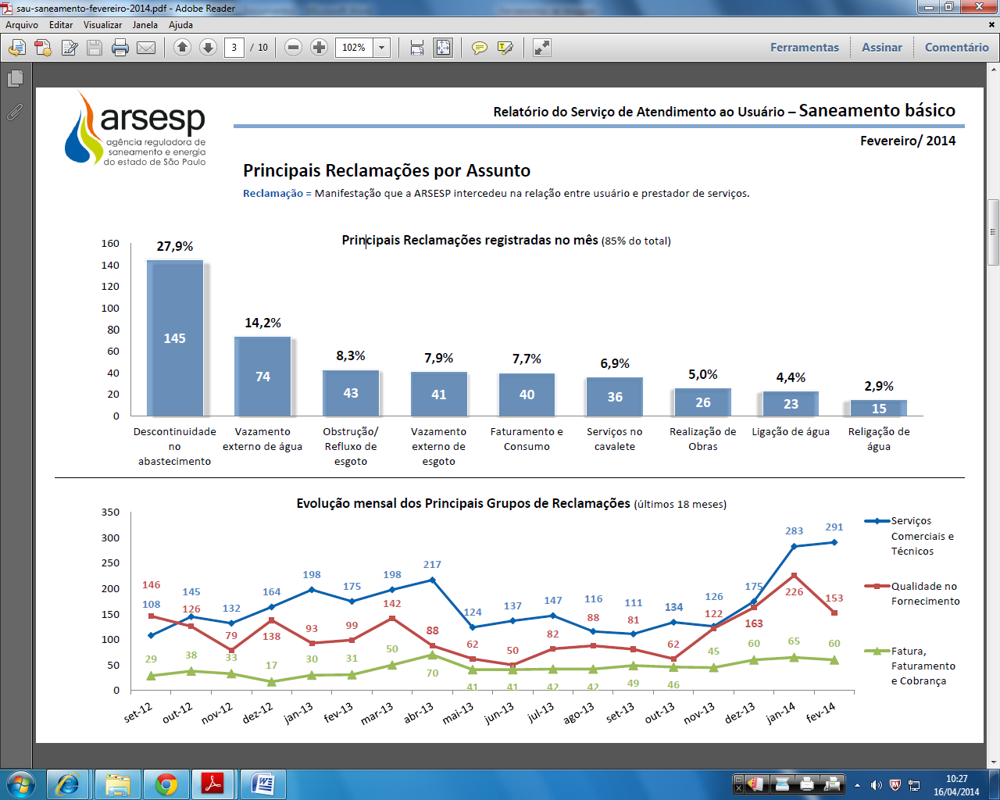 sau-saneamento-fevereiro-2014.pdf - Adobe Reader
Arquivo Editar Visualizar Janela Ajuda
3 / 10 102% Ferramentas Assinar Comentário
arsesp
agência reguladora de
saneamento e energia
do estado de São Paulo
Relatório do Serviço de Atendimento ao Usuário – Saneamento básico
Fevereiro/ 2014
Principais Reclamações por Assunto
Reclamação = Manifestação que a ARSESP intercedeu na relação entre usuário e prestador de serviços.
Principais Reclamações registradas no mês (85% do total)
160
140
120
100
80
60
40
20
0
27,9% 14,2% 8,3% 7,9% 7,7% 6,9% 5,0% 4,4% 2,9%
145 74 43 41 40 36 26 23 15
Descontinuidade
no
abastecimento
Vazamento
externo de água
Obstrução/
Refluxo de
esgoto
Vazamento
externo de
esgoto
Faturamento e
Consumo
Serviços no
cavalete
Realização de
Obras
Ligação de água
Religação de
água
Evolução mensal dos Principais Grupos de Reclamações (últimos 18 meses)
350
300
250
200
150
100
50
0
108 145 132 164 198 175 198 217 124 137 147 116 111 134 126 175 283 291
146 126 79 138 93 99 142 88 62 50 82 88 81 62 122 163 226 153
29 38 33 17 30 31 50 70 41 41 42 42 49 46 45 60 65 60
set-12 out-12 nov-12 dez-12 jan-13 fev-13 mar-13 abr-13 mai-13 jun-13 jul-13 ago-13 set-13 out-13 nov-13 dez-13 jan-14 fev-14
Serviços
Comerciais e
Técnicos
Qualidade no
Fornecimento
Fatura,
Faturamento
e Cobrança
10:27
16/04/2014